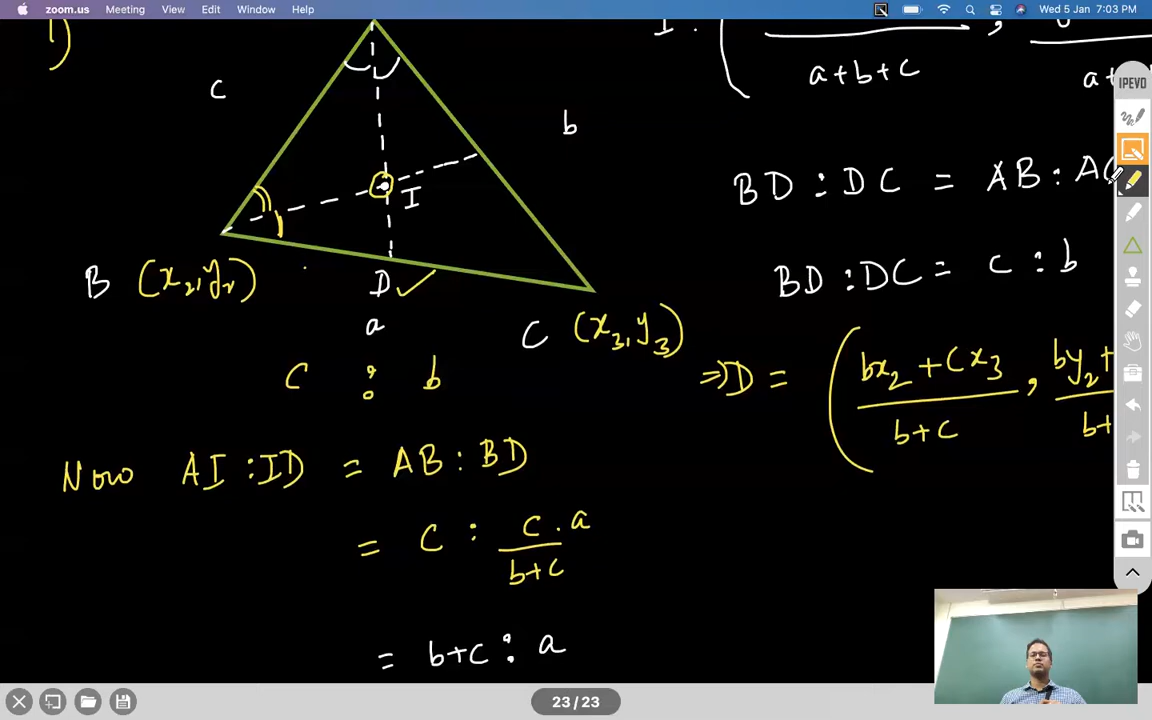 zoom.us Meeting View Edit Window Help Wed 5 Jan 7:03 PM
1)
c
b
a+b+c
IPEVO
BD : DC = AB : A
I
BD : DC = c : b
B (x₂,y₂)
D ✓
a
C (x₃,y₃)
⇒ D = ( bx₂ + cx₃ / b+c , by₂ + / b+
c : b
Now AI : ID = AB : BD
= c : c . a / b+c
= b+c : a
23 / 23